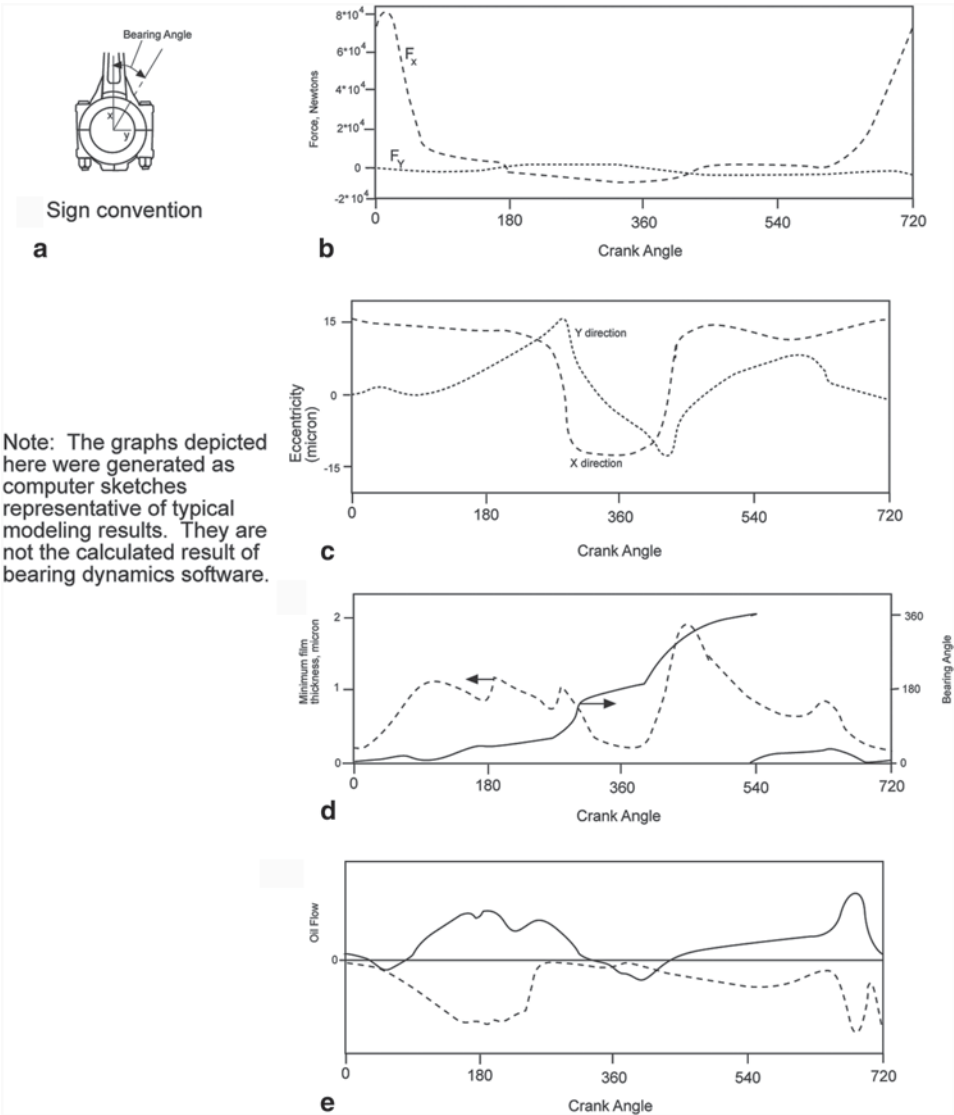 Bearing Angle
x
y
Sign convention
a
Force, Newtons
8*10⁴
6*10⁴
4*10⁴
2*10⁴
0
-2*10⁴
Fx
FY
0 180 360 540 720
Crank Angle
b
Note: The graphs depicted
here were generated as
computer sketches
representative of typical
modeling results. They are
not the calculated result of
bearing dynamics software.
Eccentricity
(micron)
15
0
-15
Y direction
X direction
0 180 360 540 720
Crank Angle
c
Minimum film
thickness, micron
2
1
0
360
180
0
Bearing Angle
0 180 360 540 720
Crank Angle
d
Oil Flow
0
0 180 360 540 720
Crank Angle
e